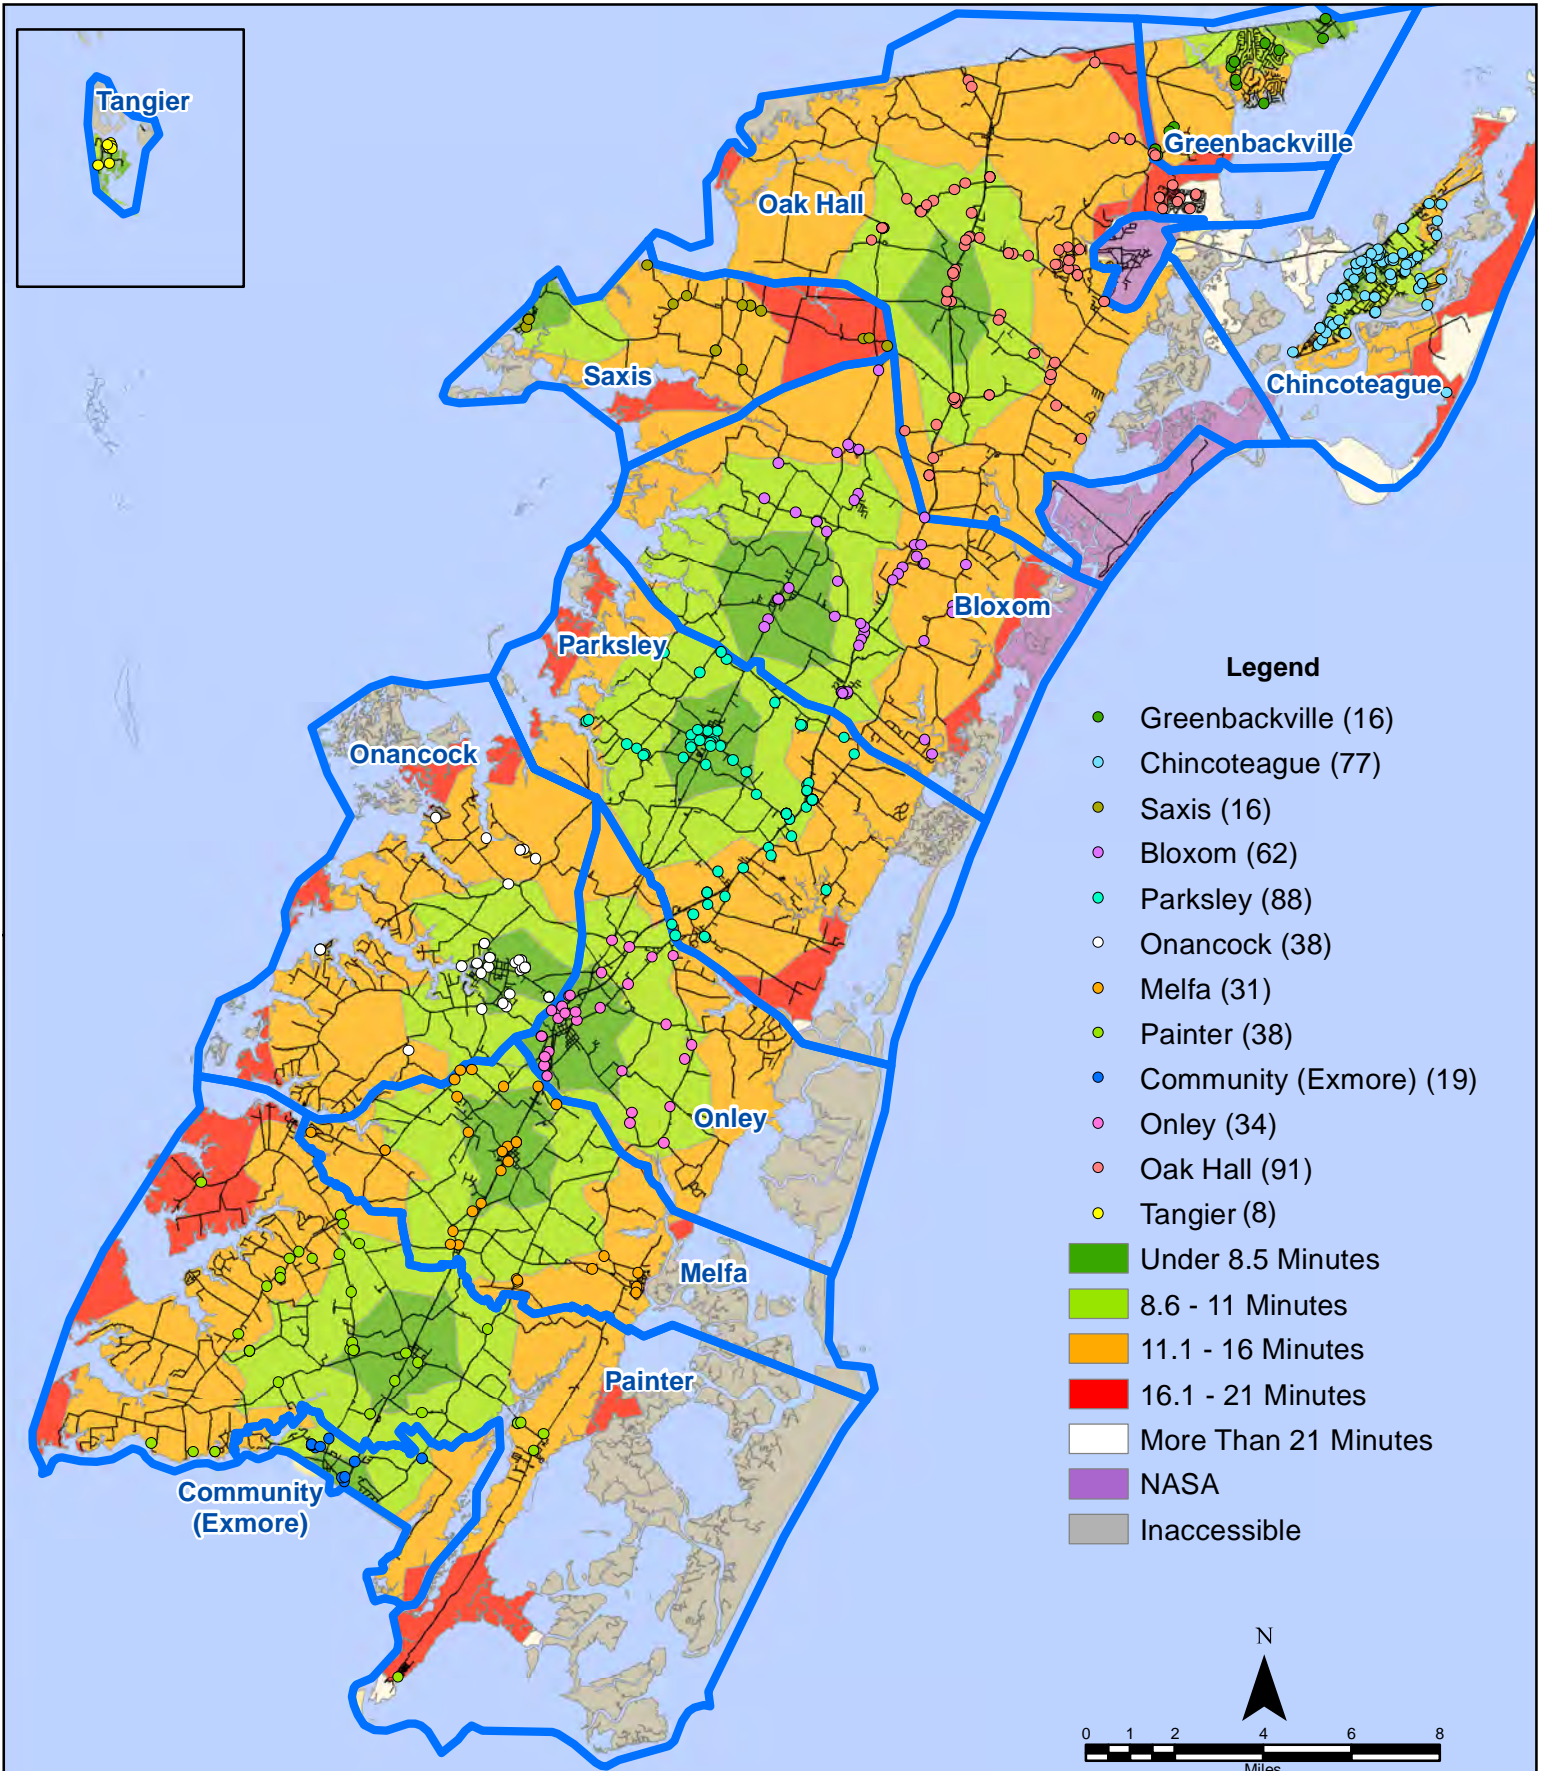 Tangier
Greenbackville
Oak Hall
Saxis
Chincoteague
Bloxom
Parksley
Onancock
Onley
Melfa
Painter
Community
(Exmore)
Legend
Greenbackville (16)
Chincoteague (77)
Saxis (16)
Bloxom (62)
Parksley (88)
Onancock (38)
Melfa (31)
Painter (38)
Community (Exmore) (19)
Onley (34)
Oak Hall (91)
Tangier (8)
Under 8.5 Minutes
8.6 - 11 Minutes
11.1 - 16 Minutes
16.1 - 21 Minutes
More Than 21 Minutes
NASA
Inaccessible
N
0 1 2 4 6 8
Miles